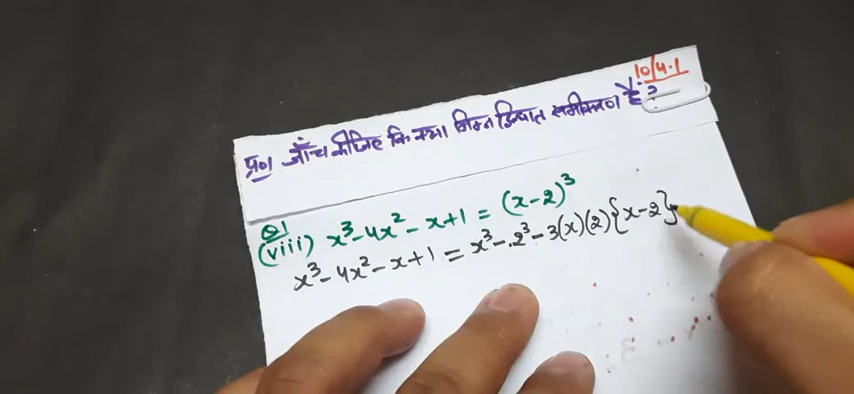 10/4.1
प्र01 जाँच कीजिए कि क्या निम्न द्विघात समीकरण है?
Q1
(viii) x³-4x²-x+1 = (x-2)³
x³-4x²-x+1 = x³-2³-3(x)(2){x-2}